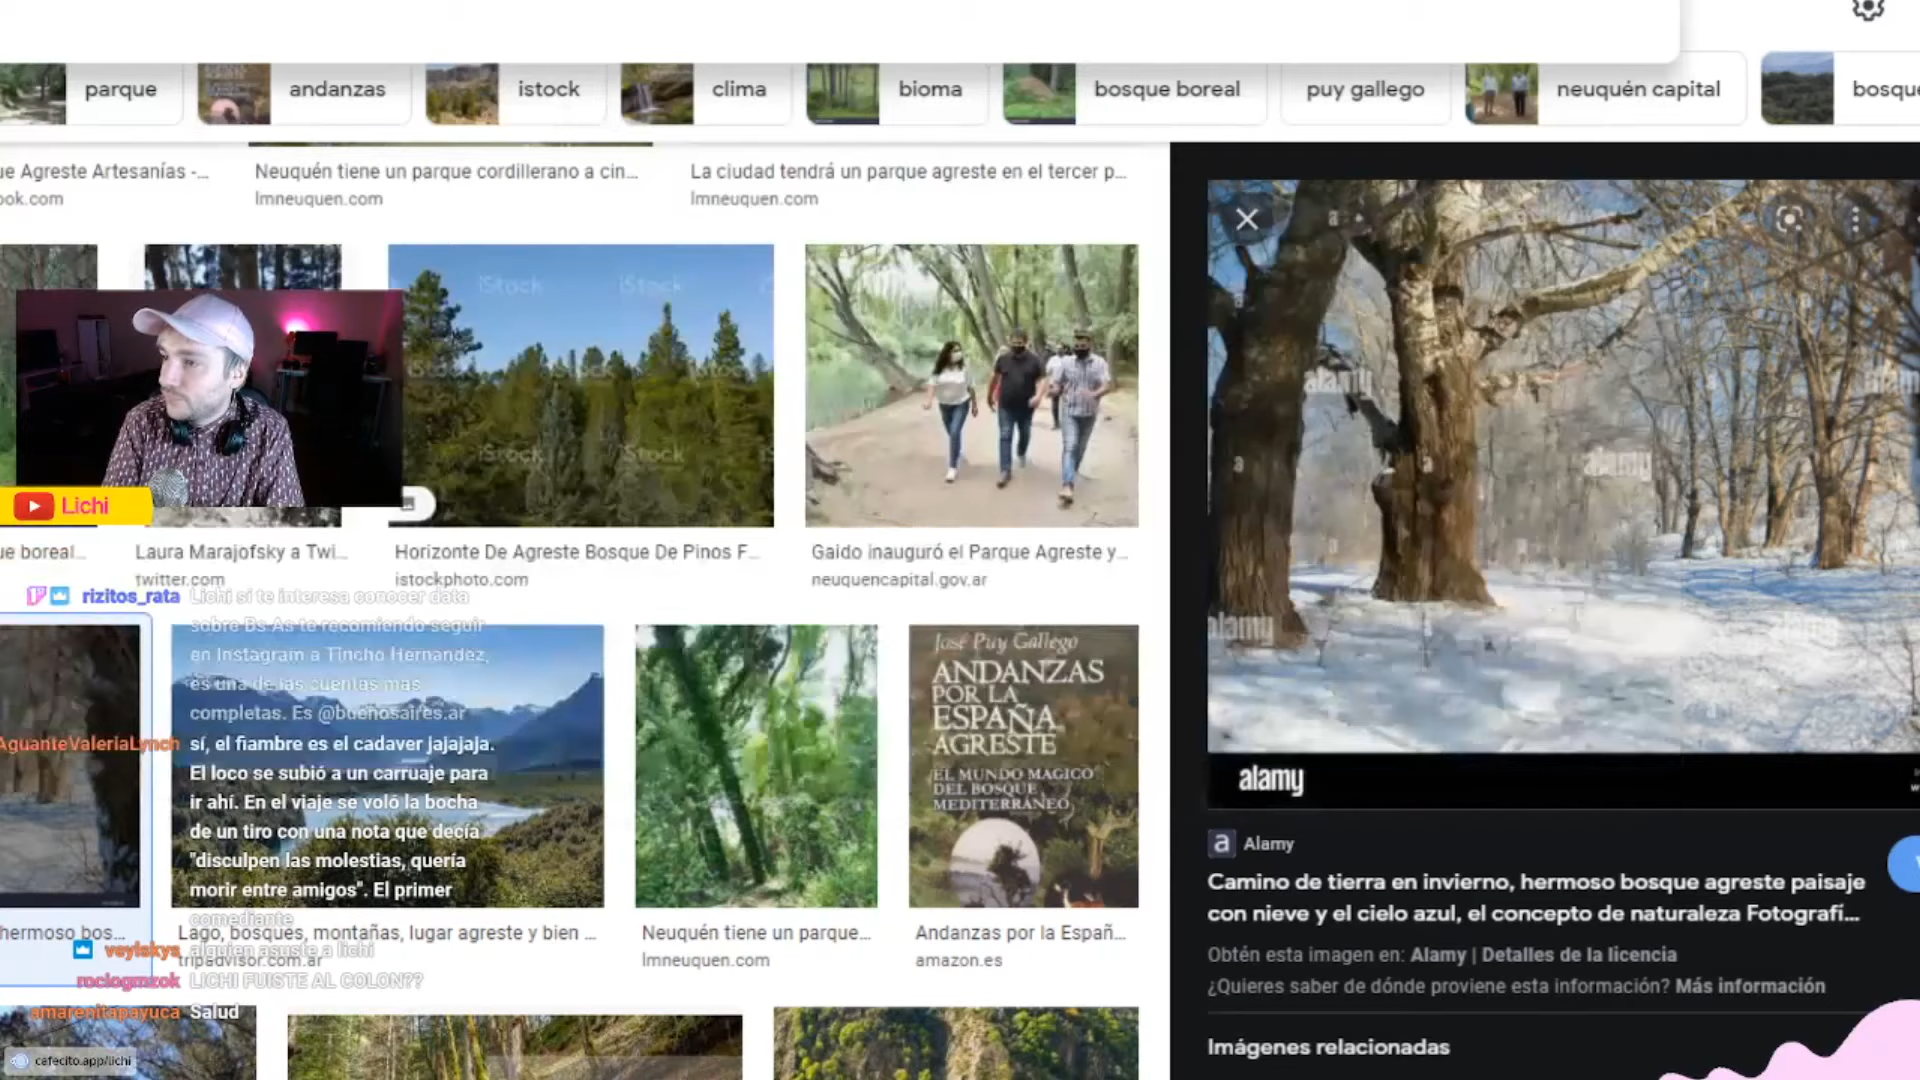 parque
andanzas
istock
clima
bioma
bosque boreal
puy gallego
neuquén capital
ue Agreste Artesanías -...
ook.com
Neuquén tiene un parque cordillerano a cin...
lmneuquen.com
La ciudad tendrá un parque agreste en el tercer p...
lmneuquen.com
iStock
iStock
Lichi
ue boreal...
Laura Marajofsky a Twi...
twitter.com
Horizonte De Agreste Bosque De Pinos F...
istockphoto.com
Gaido inauguró el Parque Agreste y...
neuquencapital.gov.ar
rizitos_rata Lichi si te interesa conocer data
sobre Bs As te recomiendo seguir
en Instagram a Tincho Hernandez,
es una de las cuentas mas
completas. Es @buenosaires.ar
AguanteValeriaLynch sí, el fiambre es el cadaver jajajaja.
El loco se subió a un carruaje para
ir ahí. En el viaje se voló la bocha
de un tiro con una nota que decía
"disculpen las molestias, quería
morir entre amigos". El primer
comediante
veylskya alguien asuste a lichi
rociogmzok LICHI FUISTE AL COLON??
amarenitapayuca Salud
cafecito.app/lichi
hermoso bos...
Lago, bosques, montañas, lugar agreste y bien ...
tripadvisor.com.ar
Neuquén tiene un parque...
lmneuquen.com
José Puy Gallego
ANDANZAS
POR LA
ESPAÑA
AGRESTE
EL MUNDO MAGICO
DEL BOSQUE
MEDITERRÁNEO
Andanzas por la Españ...
amazon.es
alamy
alamy
a Alamy
Camino de tierra en invierno, hermoso bosque agreste paisaje
con nieve y el cielo azul, el concepto de naturaleza Fotografí...
Obtén esta imagen en: Alamy | Detalles de la licencia
¿Quieres saber de dónde proviene esta información? Más información
Imágenes relacionadas